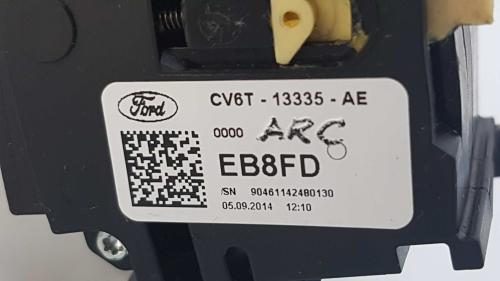 Ford
CV6T - 13335 - AE
0000 ARC
EB8FD
/SN 90461142480130
05.09.2014 12:10